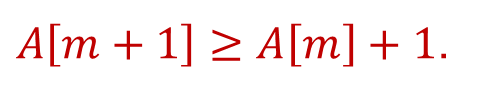 A[m + 1] ≥ A[m] + 1.